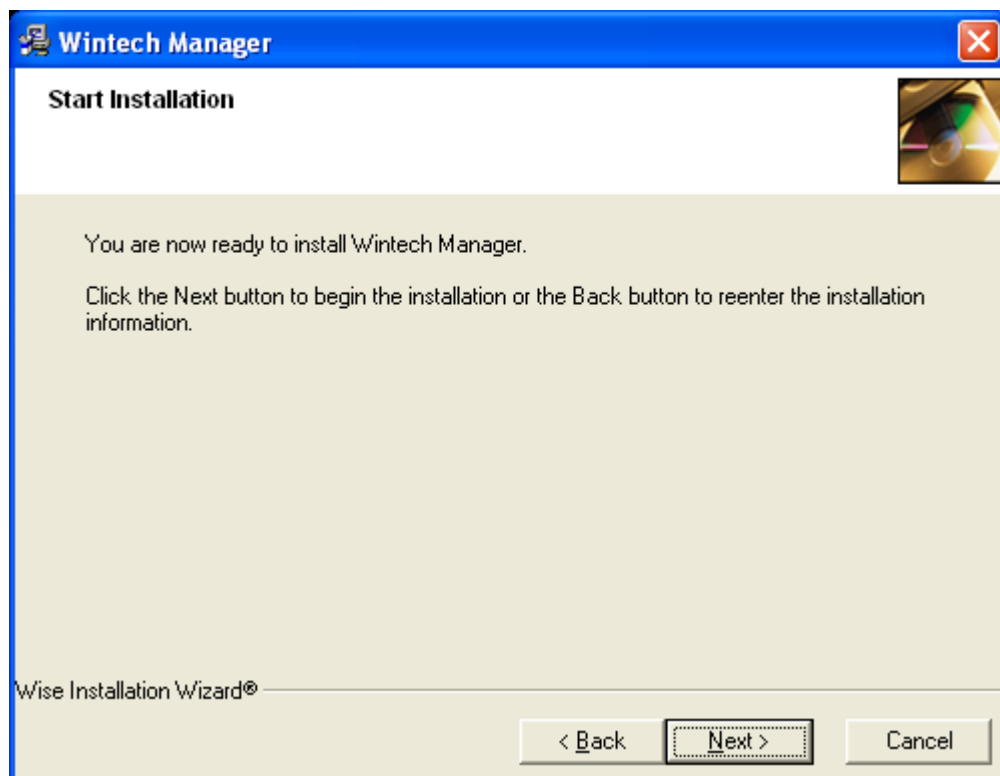 Wintech Manager
Start Installation
You are now ready to install Wintech Manager.
Click the Next button to begin the installation or the Back button to reenter the installation
information.
Wise Installation Wizard®
< Back
Next >
Cancel